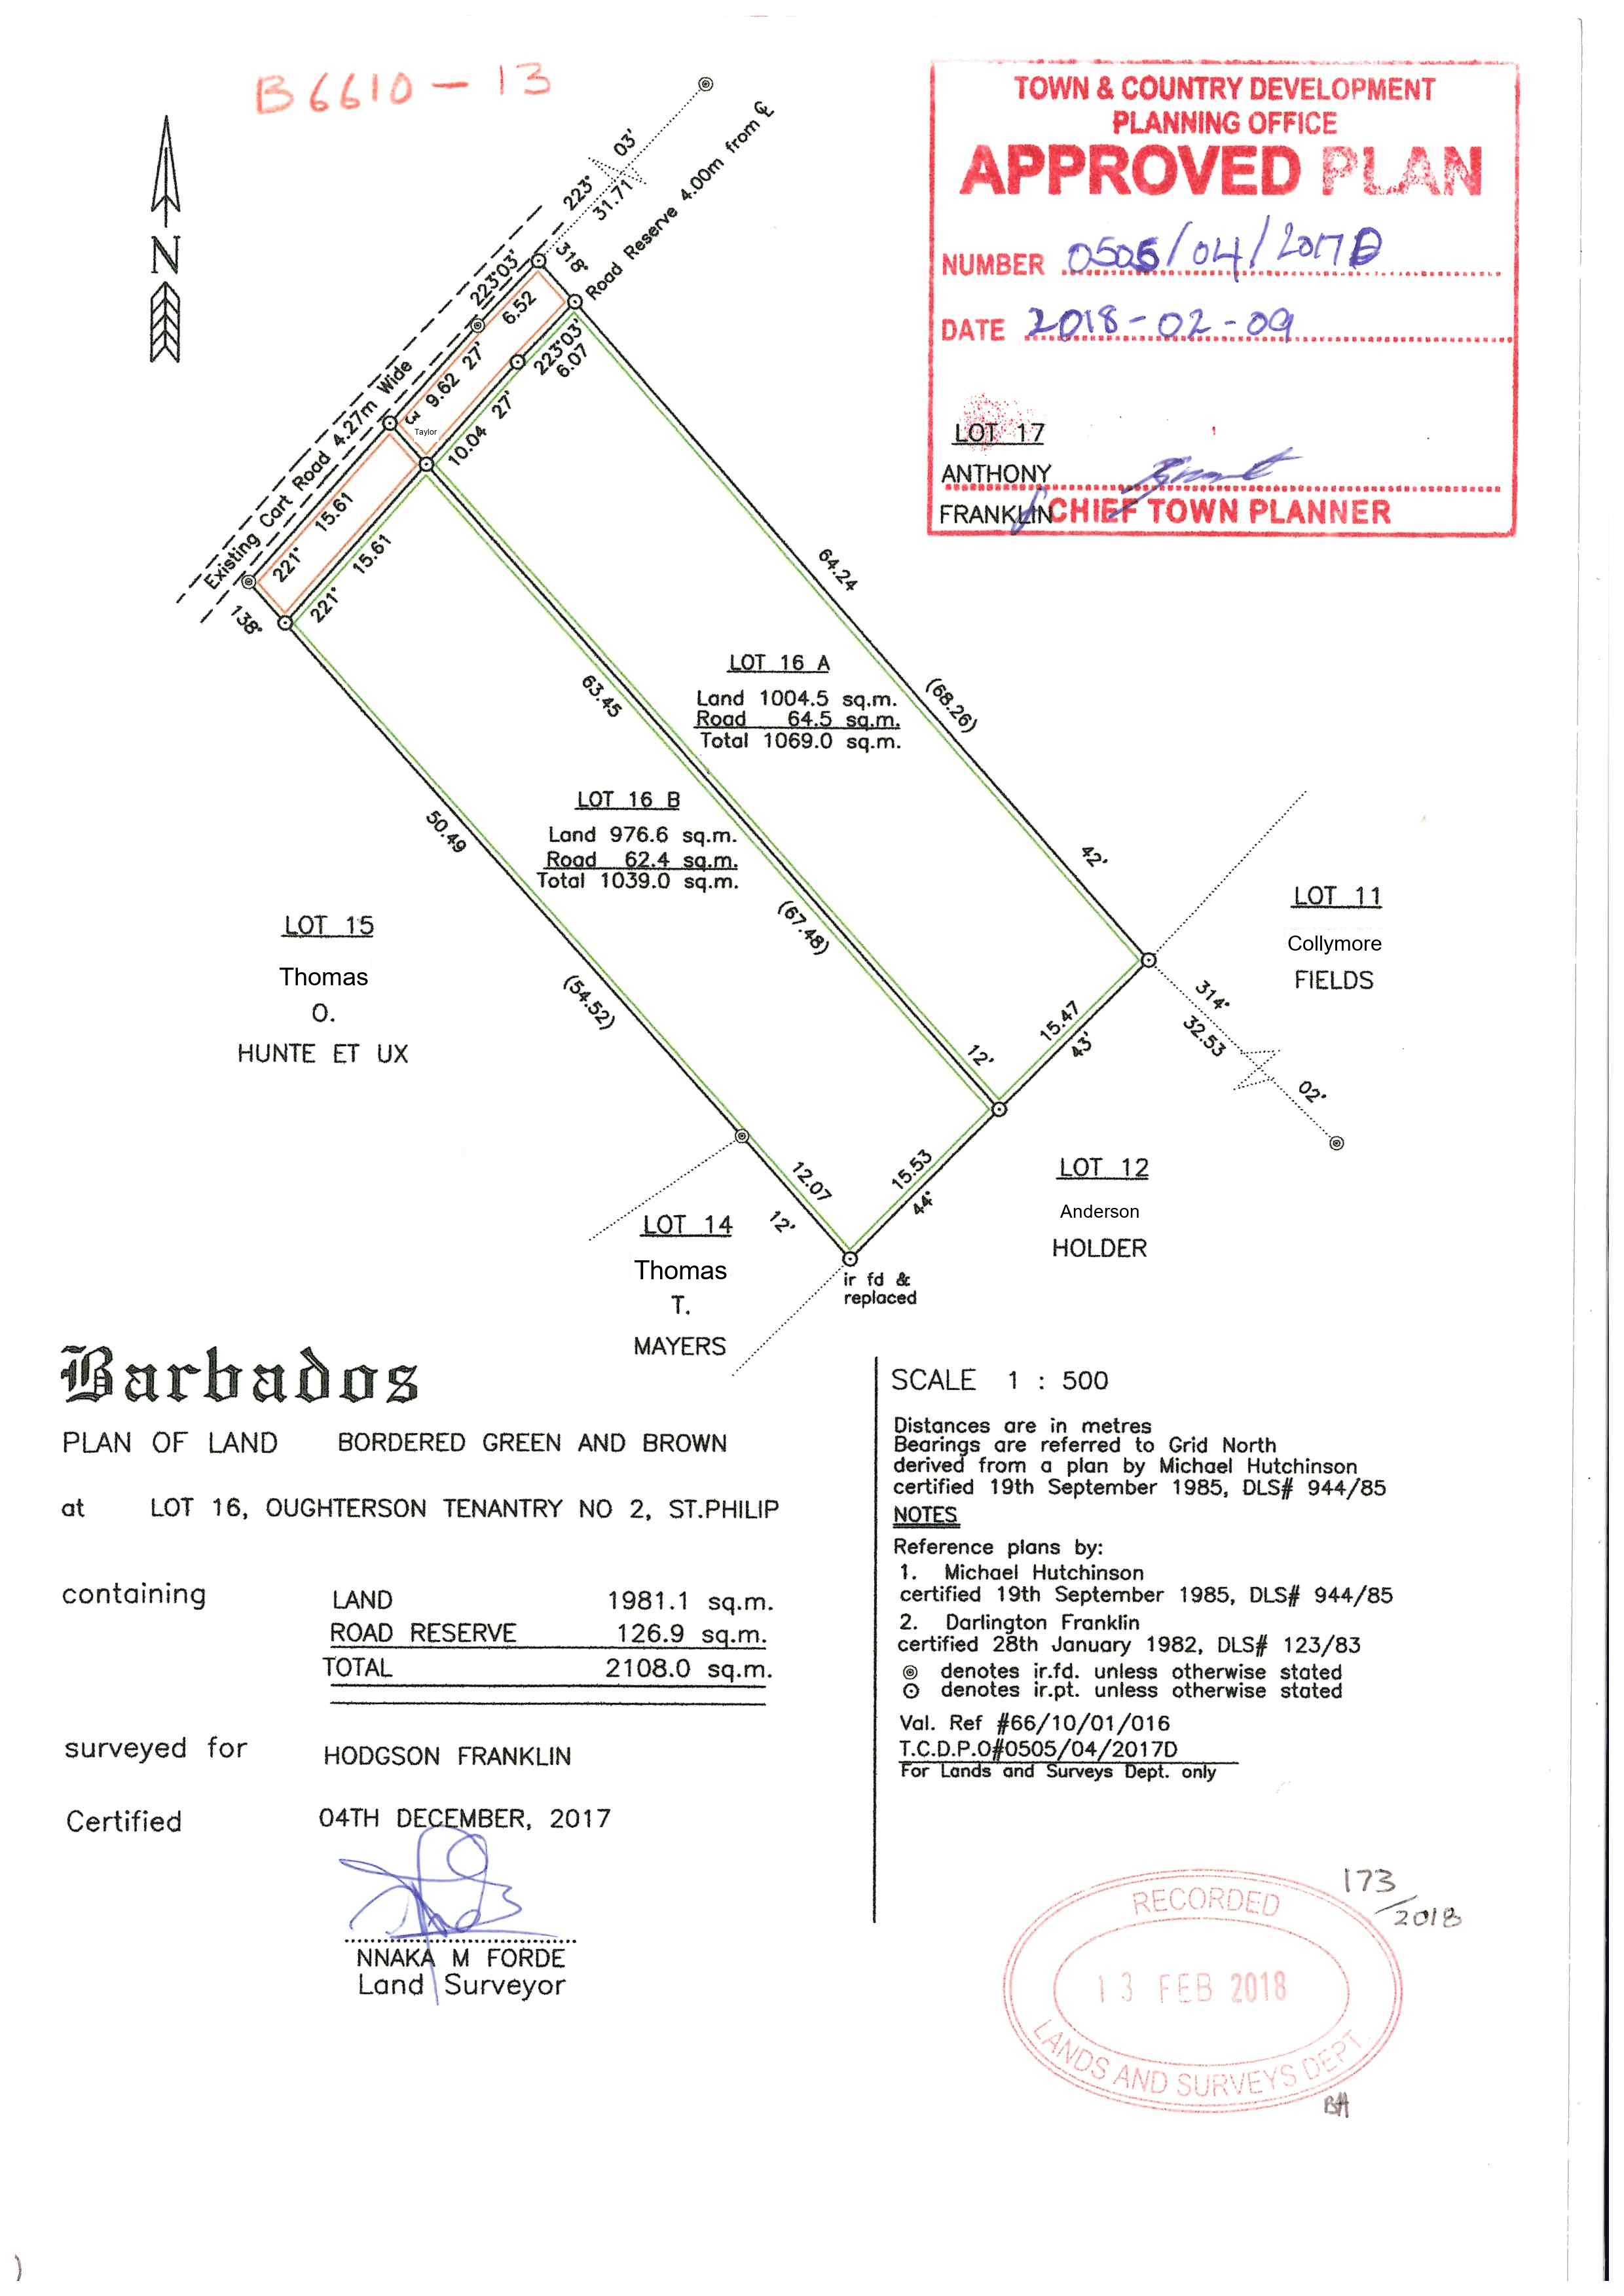 B6610-13
TOWN & COUNTRY DEVELOPMENT
PLANNING OFFICE
APPROVED PLAN
NUMBER 0505/04/2017D
DATE 2018-02-09
LOT 17
ANTHONY
FRANKLIN
CHIEF TOWN PLANNER
N
03'
223°
31.71
Road Reserve 4.00m from ℄
318°
223°03'
6.52
Existing Cart Road 4.27m Wide
9.62 27'
3
Taylor
223°03'
6.07
10.04 27'
221° 15.61
221° 15.61
138°
64.24
(68.26)
42'
LOT 16 A
Land 1004.5 sq.m.
Road 64.5 sq.m.
Total 1069.0 sq.m.
63.45
(67.48)
12'
LOT 16 B
Land 976.6 sq.m.
Road 62.4 sq.m.
Total 1039.0 sq.m.
50.49
(54.52)
LOT 15
Thomas
O.
HUNTE ET UX
LOT 11
Collymore
FIELDS
314°
32.53
02'
15.47
43'
15.53
44'
12.07
12'
LOT 12
Anderson
HOLDER
LOT 14
Thomas
T.
MAYERS
ir fd &
replaced
Barbados
PLAN OF LAND BORDERED GREEN AND BROWN
at LOT 16, OUGHTERSON TENANTRY NO 2, ST.PHILIP
containing LAND 1981.1 sq.m.
ROAD RESERVE 126.9 sq.m.
TOTAL 2108.0 sq.m.
surveyed for HODGSON FRANKLIN
Certified 04TH DECEMBER, 2017
NNAKA M FORDE
Land Surveyor
SCALE 1 : 500
Distances are in metres
Bearings are referred to Grid North
derived from a plan by Michael Hutchinson
certified 19th September 1985, DLS# 944/85
NOTES
Reference plans by:
1. Michael Hutchinson
certified 19th September 1985, DLS# 944/85
2. Darlington Franklin
certified 28th January 1982, DLS# 123/83
denotes ir.fd. unless otherwise stated
denotes ir.pt. unless otherwise stated
Val. Ref #66/10/01/016
T.C.D.P.O#0505/04/2017D
For Lands and Surveys Dept. only
173/2018
RECORDED
13 FEB 2018
LANDS AND SURVEYS DEPT
BH